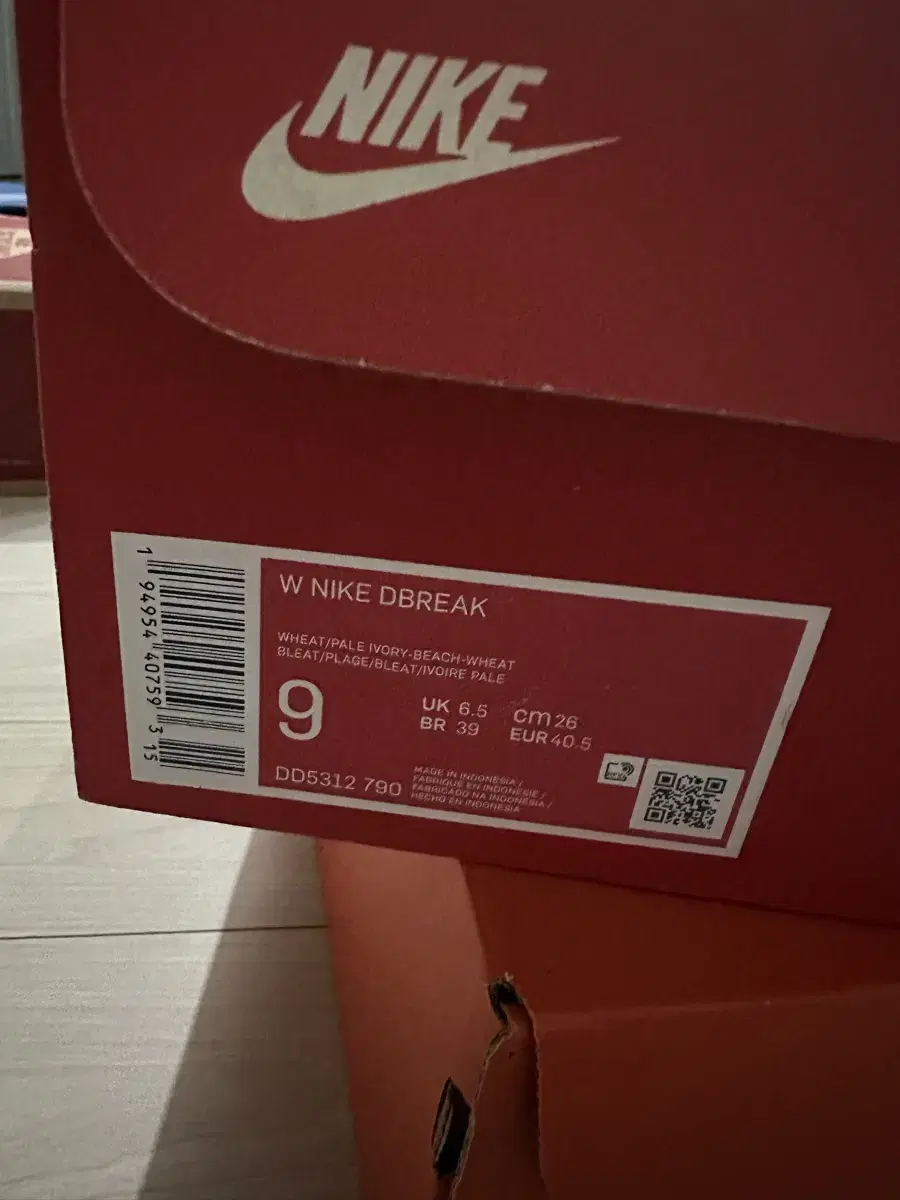 NIKE
1 94954 40759 3 15
W NIKE DBREAK
WHEAT/PALE IVORY-BEACH-WHEAT
BLEAT/PLAGE/BLEAT/IVOIRE PALE
9
UK 6.5 cm 26
BR 39 EUR 40.5
DD5312 790
MADE IN INDONESIA /
FABRIQUE EN INDONESIE /
FABRICADO NA INDONESIA /
HECHO EN INDONESIA